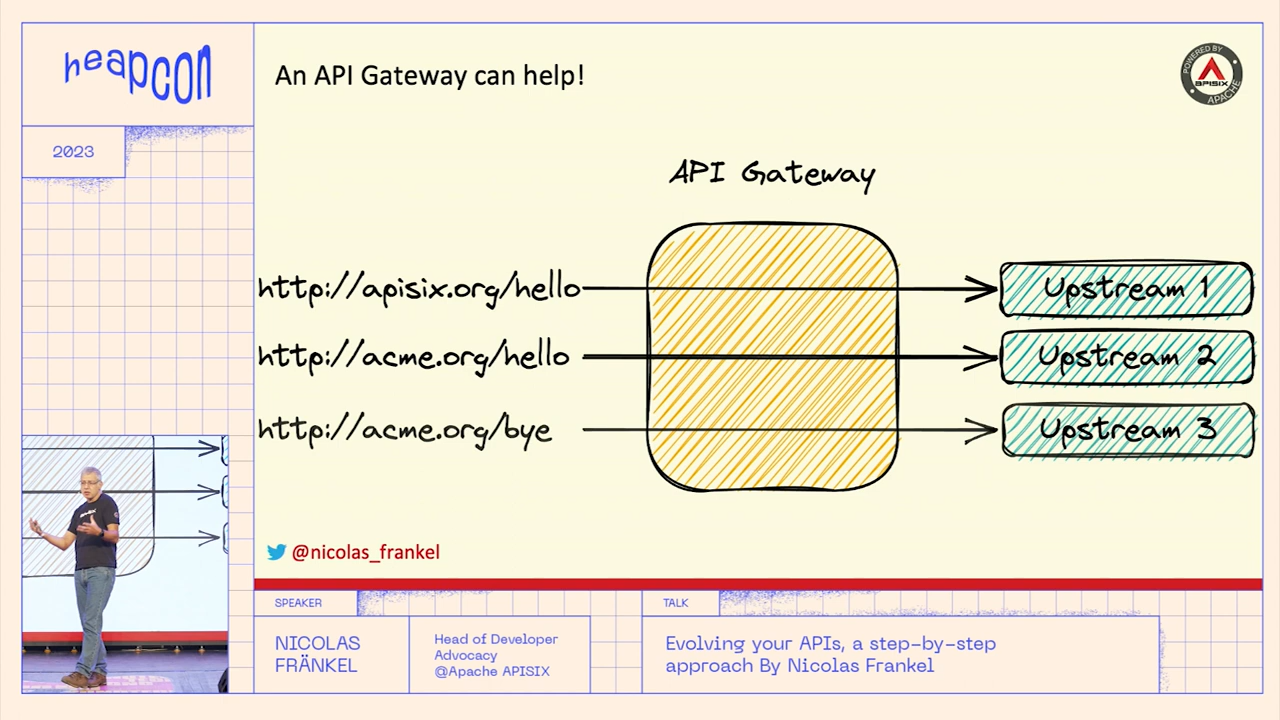 heapcon
2023
An API Gateway can help!
POWERED BY
APISIX
APACHE
API Gateway
http://apisix.org/hello
Upstream 1
http://acme.org/hello
Upstream 2
http://acme.org/bye
Upstream 3
@nicolas_frankel
SPEAKER
NICOLAS
FRÄNKEL
Head of Developer
Advocacy
@Apache APISIX
TALK
Evolving your APIs, a step-by-step
approach By Nicolas Frankel